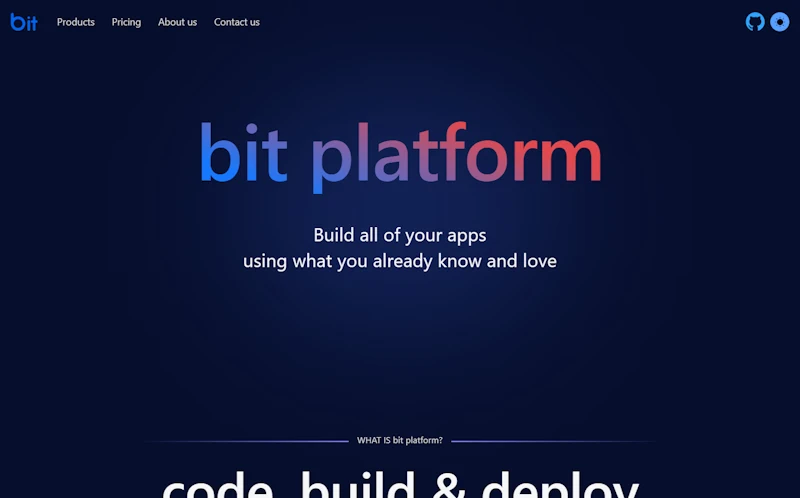 bit
Products
Pricing
About us
Contact us
bit platform
Build all of your apps
using what you already know and love
WHAT IS bit platform?
code, build & deploy